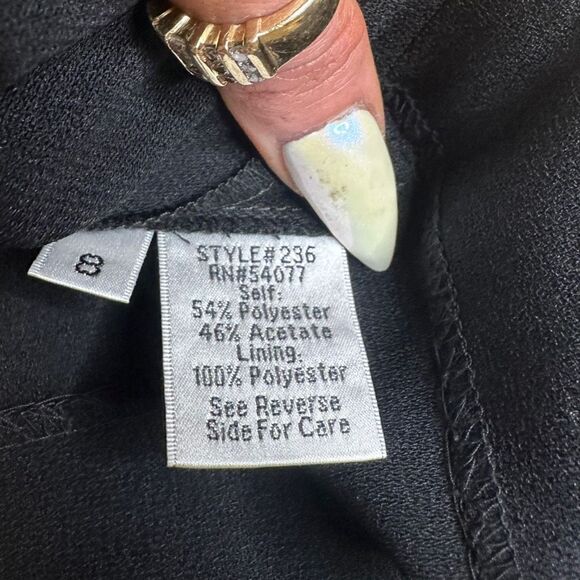 8
STYLE#236
RN#54077
Self:
54% Polyester
46% Acetate
Lining:
100% Polyester
See Reverse
Side For Care